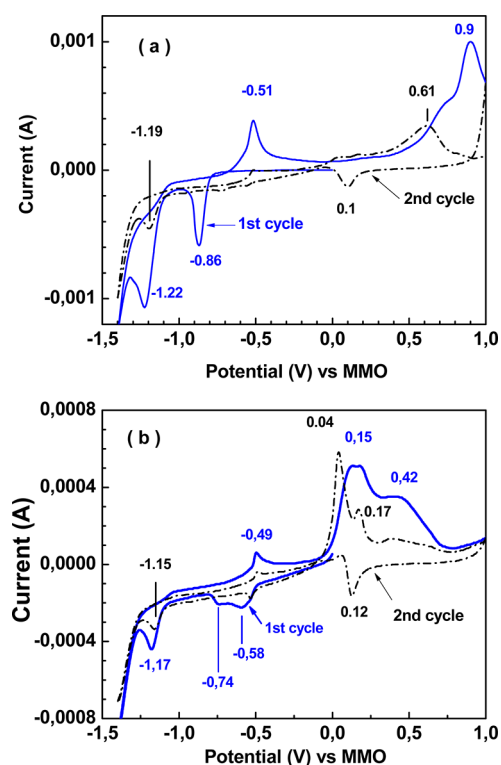 ( a )
0.9
0,001
-0.51
0.61
-1.19
0,000
Current (A)
2nd cycle
0.1
1st cycle
-0.86
-1.22
-0,001
-1,5 -1,0 -0,5 0,0 0,5 1,0
Potential (V) vs MMO
0,0008
( b )
0.04
0,15
0,42
0,0004
0.17
-0,49
-1.15
0,0000
Current (A)
0.12
2nd cycle
1st cycle
-0,0004
-1,17
-0,58
-0,74
-0,0008
-1,5 -1,0 -0,5 0,0 0,5 1,0
Potential (V) vs MMO